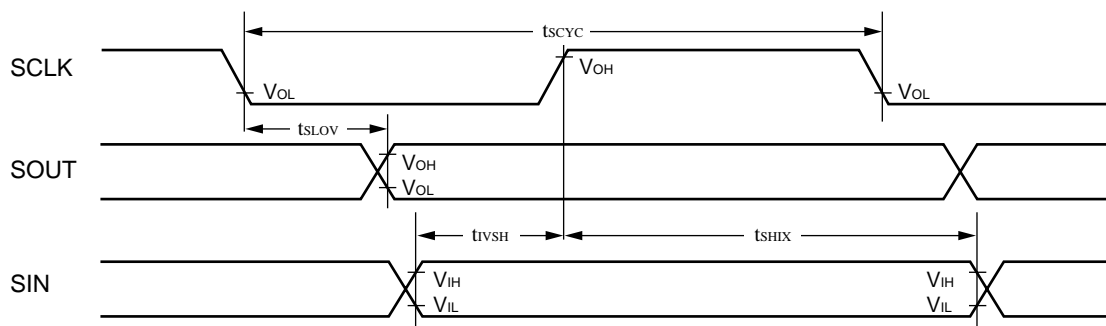 tSCYC
SCLK
VOH
VOL
VOL
tSLOV
SOUT
VOH
VOL
tIVSH
tSHIX
SIN
VIH
VIH
VIL
VIL